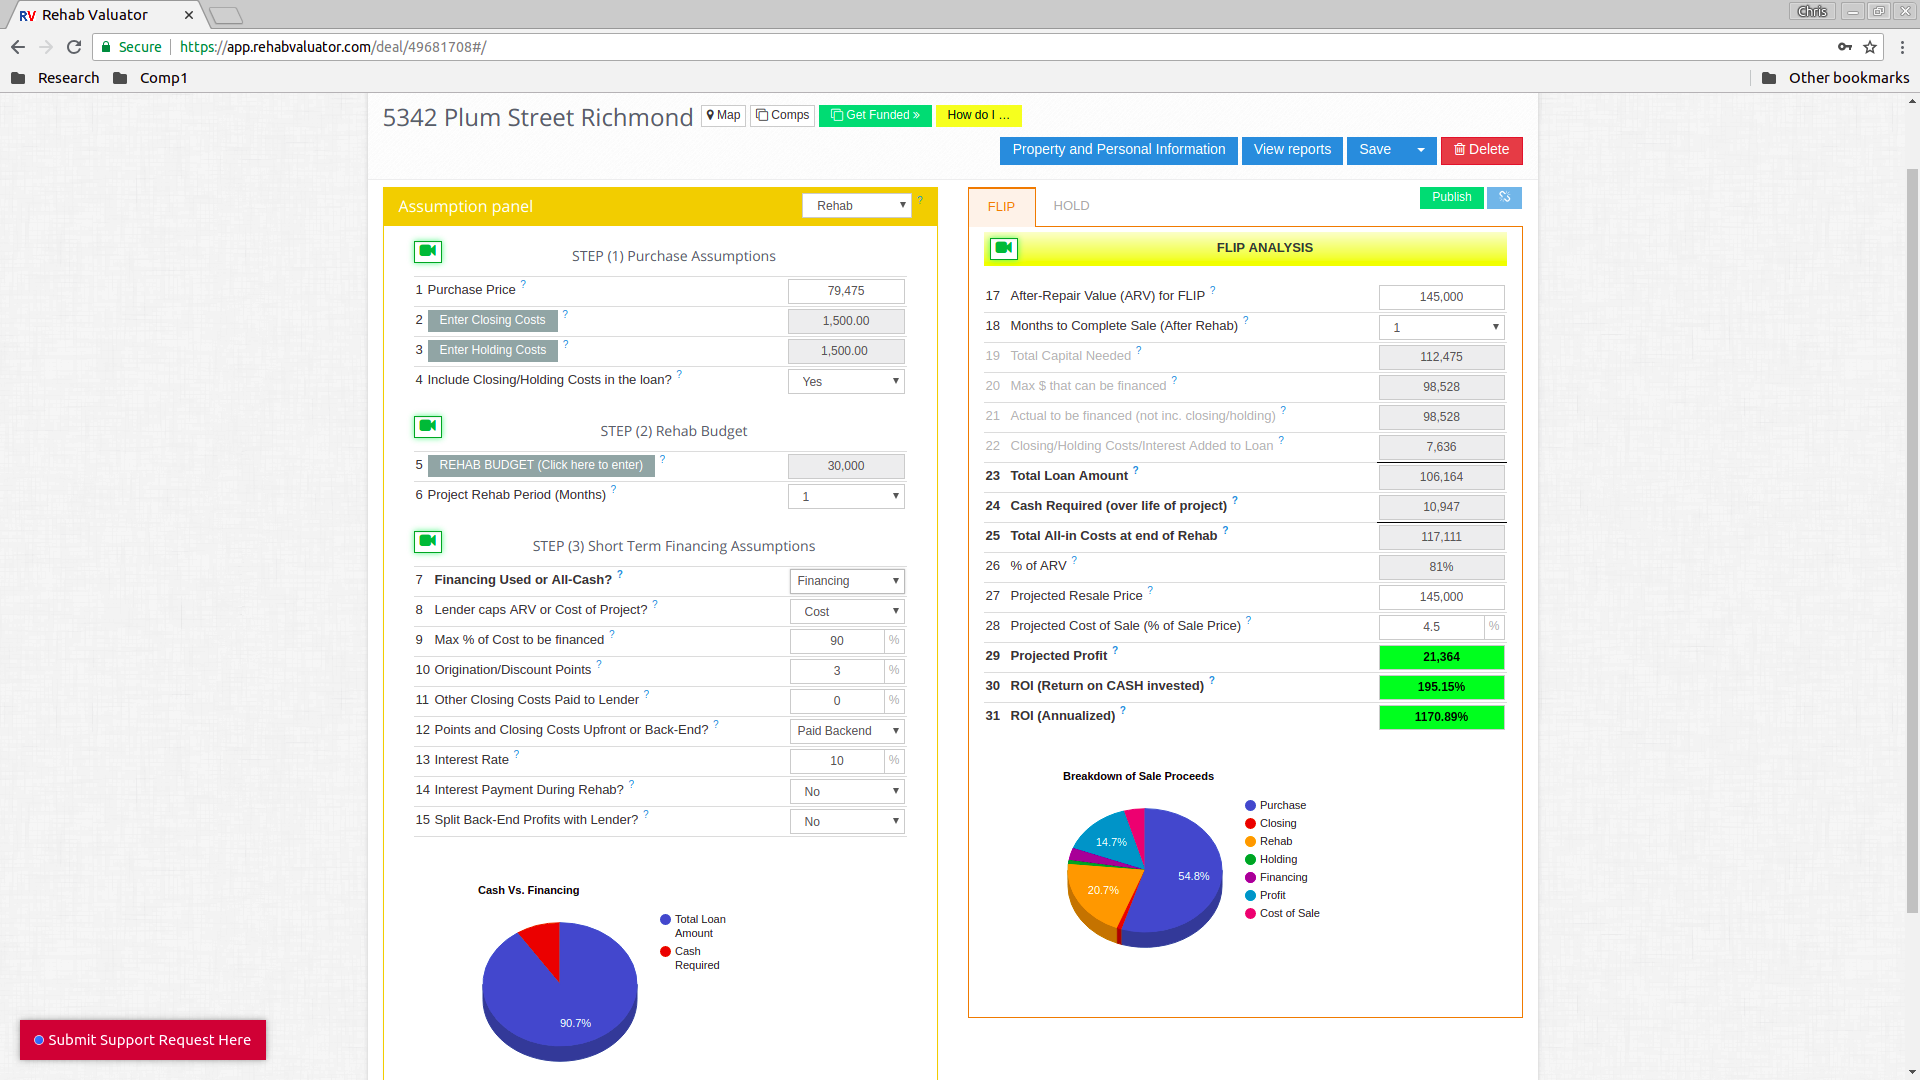 RV Rehab Valuator
Chris
Secure https://app.rehabvaluator.com/deal/49681708#/
Research Comp1 Other bookmarks
5342 Plum Street Richmond Map Comps Get Funded » How do I ...
Property and Personal Information View reports Save Delete
Assumption panel Rehab ?
STEP (1) Purchase Assumptions
1 Purchase Price ? 79,475
2 Enter Closing Costs ? 1,500.00
3 Enter Holding Costs ? 1,500.00
4 Include Closing/Holding Costs in the loan? ? Yes
STEP (2) Rehab Budget
5 REHAB BUDGET (Click here to enter) ? 30,000
6 Project Rehab Period (Months) ? 1
STEP (3) Short Term Financing Assumptions
7 Financing Used or All-Cash? ? Financing
8 Lender caps ARV or Cost of Project? ? Cost
9 Max % of Cost to be financed ? 90 %
10 Origination/Discount Points ? 3 %
11 Other Closing Costs Paid to Lender ? 0 %
12 Points and Closing Costs Upfront or Back-End? ? Paid Backend
13 Interest Rate ? 10 %
14 Interest Payment During Rehab? ? No
15 Split Back-End Profits with Lender? ? No
Cash Vs. Financing
Total Loan
Amount
Cash
Required
90.7%
Submit Support Request Here
FLIP HOLD Publish
FLIP ANALYSIS
17 After-Repair Value (ARV) for FLIP ? 145,000
18 Months to Complete Sale (After Rehab) ? 1
19 Total Capital Needed ? 112,475
20 Max $ that can be financed ? 98,528
21 Actual to be financed (not inc. closing/holding) ? 98,528
22 Closing/Holding Costs/Interest Added to Loan ? 7,636
23 Total Loan Amount ? 106,164
24 Cash Required (over life of project) ? 10,947
25 Total All-in Costs at end of Rehab ? 117,111
26 % of ARV ? 81%
27 Projected Resale Price ? 145,000
28 Projected Cost of Sale (% of Sale Price) ? 4.5 %
29 Projected Profit ? 21,364
30 ROI (Return on CASH invested) ? 195.15%
31 ROI (Annualized) ? 1170.89%
Breakdown of Sale Proceeds
Purchase
Closing
Rehab
Holding
Financing
Profit
Cost of Sale
14.7%
54.8%
20.7%